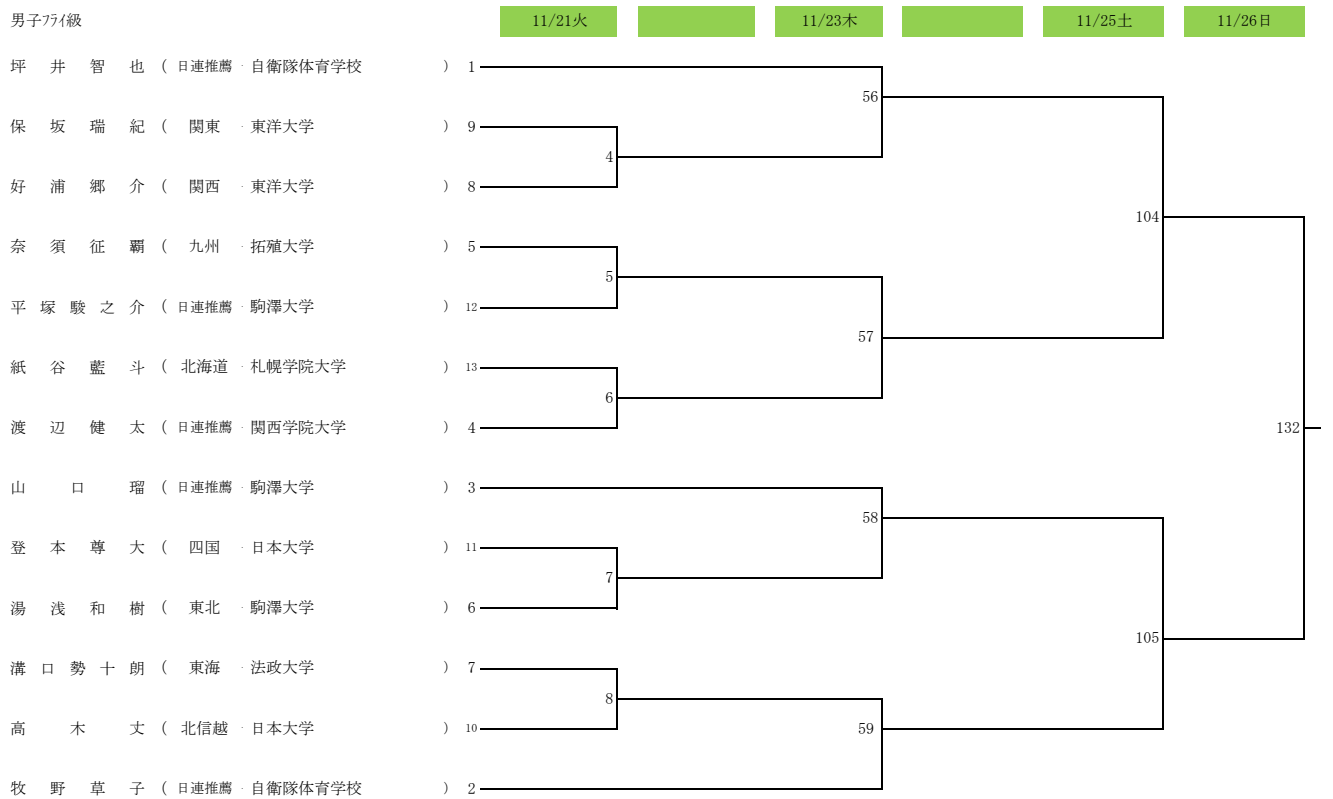 男子ﾌﾗｲ級 11/21火 11/23木 11/25土 11/26日
坪井智也 ( 日連推薦 · 自衛隊体育学校 ) 1
56
保坂瑞紀 ( 関東 · 東洋大学 ) 9
4
好浦郷介 ( 関西 · 東洋大学 ) 8
104
奈須征覇 ( 九州 · 拓殖大学 ) 5
5
平塚駿之介 ( 日連推薦 · 駒澤大学 ) 12
57
紙谷藍斗 ( 北海道 · 札幌学院大学 ) 13
6
渡辺健太 ( 日連推薦 · 関西学院大学 ) 4
132
山口瑠 ( 日連推薦 · 駒澤大学 ) 3
58
登本尊大 ( 四国 · 日本大学 ) 11
7
湯浅和樹 ( 東北 · 駒澤大学 ) 6
105
溝口勢十朗 ( 東海 · 法政大学 ) 7
8
高木丈 ( 北信越 · 日本大学 ) 10
59
牧野草子 ( 日連推薦 · 自衛隊体育学校 ) 2